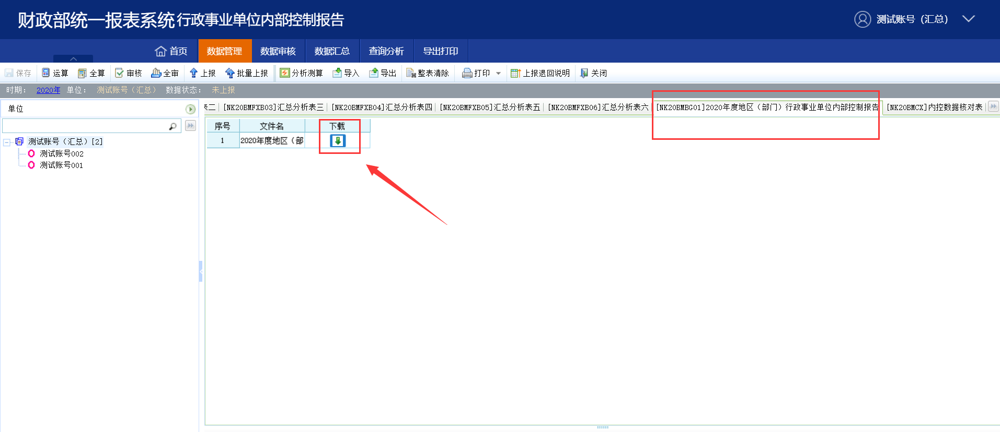 财政部统一报表系统 行政事业单位内部控制报告
测试账号（汇总）
首页 数据管理 数据审核 数据汇总 查询分析 导出打印
保存 运算 全算 审核 全审 上报 批量上报 分析测算 导入 导出 整表清除 打印 上报退回说明 关闭
时期： 2020年 单位： 测试账号（汇总） 数据状态： 未上报
单位
表二 [NK20BMFXB03]汇总分析表三 [NK20BMFXB04]汇总分析表四 [NK20BMFXB05]汇总分析表五 [NK20BMFXB06]汇总分析表六 [NK20BMBG01]2020年度地区（部门）行政事业单位内部控制报告 [NK20BMCX]内控数据核对表
序号 文件名 下载
1 2020年度地区（部
测试账号（汇总）[2]
测试账号002
测试账号001